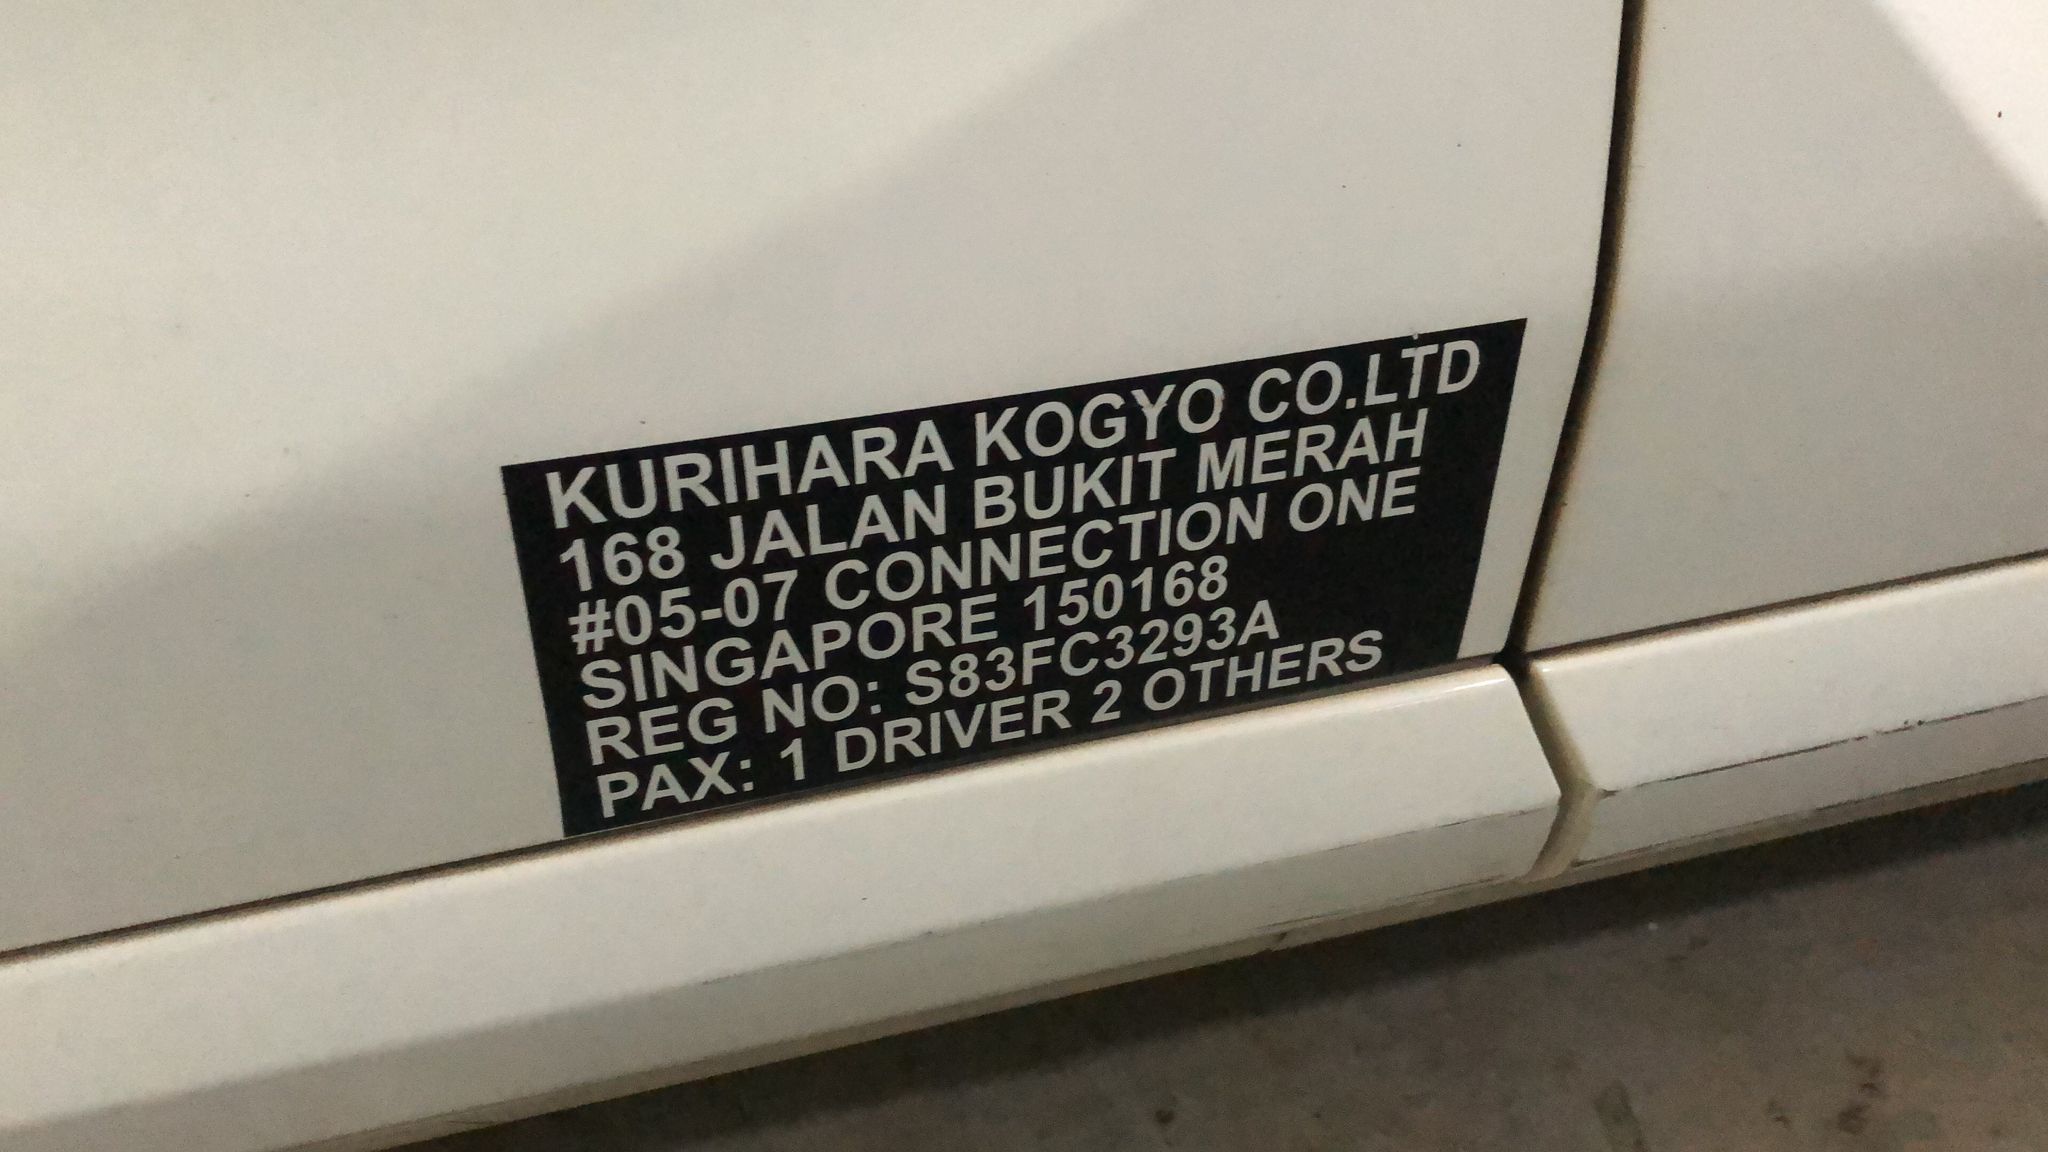 KURIHARA KOGYO CO.LTD
168 JALAN BUKIT MERAH
#05-07 CONNECTION ONE
SINGAPORE 150168
REG NO: S83FC3293A
PAX: 1 DRIVER 2 OTHERS